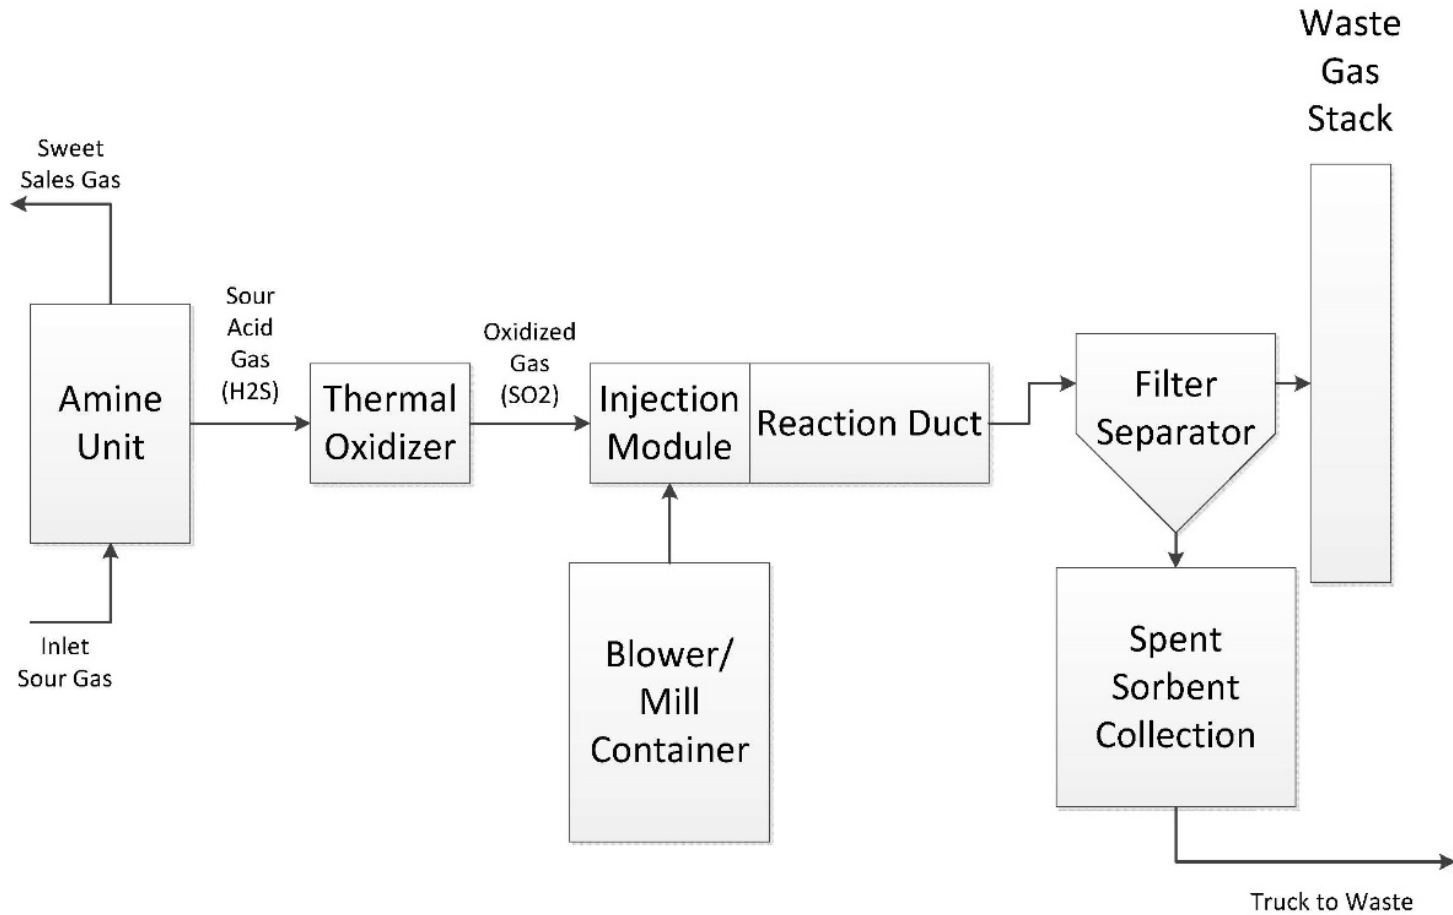 Waste
Gas
Stack
Sweet
Sales Gas
Sour
Acid
Gas
(H2S)
Oxidized
Gas
(SO2)
Amine
Unit
Thermal
Oxidizer
Injection
Module
Reaction Duct
Filter
Separator
Inlet
Sour Gas
Blower/
Mill
Container
Spent
Sorbent
Collection
Truck to Waste